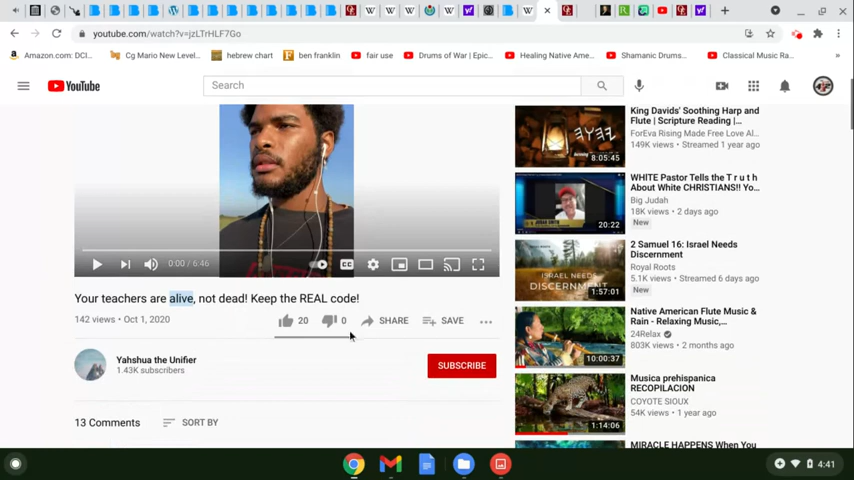 youtube.com/watch?v=jzLTrHLF7Go
Amazon.com: DCI...
Cg Mario New Level...
hebrew chart
ben franklin
fair use
Drums of War | Epic...
Healing Native Ame...
Shamanic Drums...
Classical Music Ra...
YouTube
Search
0:00 / 6:46
CC
Your teachers are alive, not dead! Keep the REAL code!
142 views • Oct 1, 2020
20
0
SHARE
SAVE
Yahshua the Unifier
1.43K subscribers
SUBSCRIBE
13 Comments
SORT BY
King Davids' Soothing Harp and
Flute | Scripture Reading |...
ForEva Rising Made Free Love Al...
149K views • Streamed 1 year ago
8:05:45
WHITE Pastor Tells the T r u t h
About White CHRISTIANS!! Yo...
Big Judah
18K views • 2 days ago
New
20:22
2 Samuel 16: Israel Needs
Discernment
Royal Roots
5.1K views • Streamed 6 days ago
New
ISRAEL NEEDS
DISCERNMENT
1:57:01
Native American Flute Music &
Rain - Relaxing Music,...
24Relax
803K views • 2 months ago
10:00:37
Musica prehispanica
RECOPILACION
COYOTE SIOUX
54K views • 1 year ago
1:14:06
MIRACLE HAPPENS When You
4:41